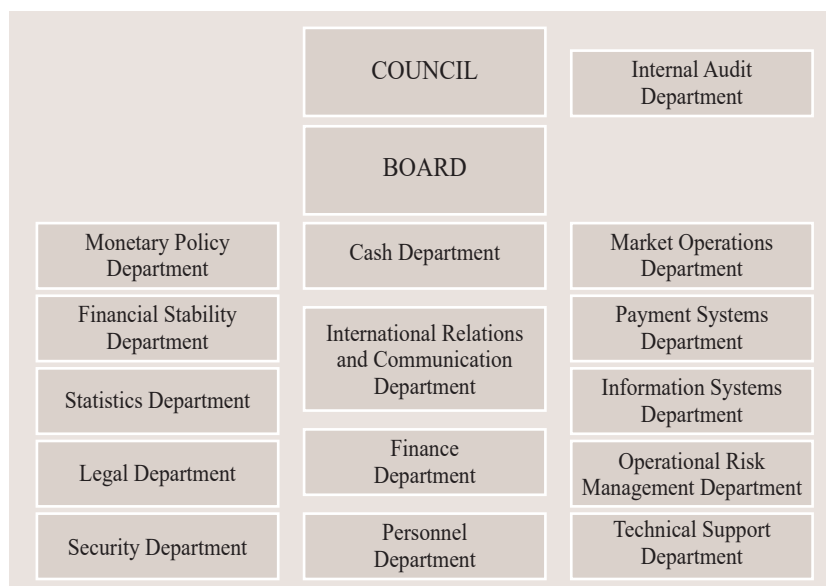 COUNCIL
Internal Audit
Department
BOARD
Monetary Policy
Department
Cash Department
Market Operations
Department
Financial Stability
Department
International Relations
and Communication
Department
Payment Systems
Department
Statistics Department
Information Systems
Department
Legal Department
Finance
Department
Operational Risk
Management Department
Security Department
Personnel
Department
Technical Support
Department